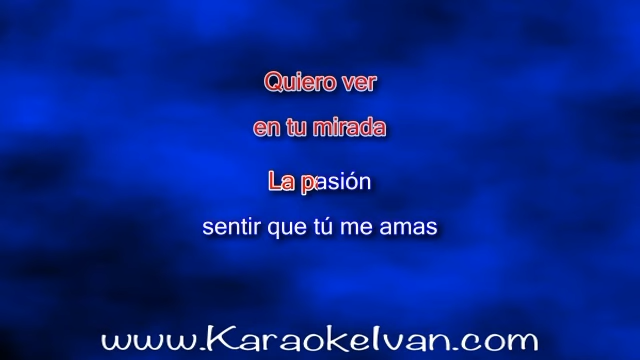 Quiero ver
en tu mirada
La pasión
sentir que tú me amas
www.KaraokeIvan.com